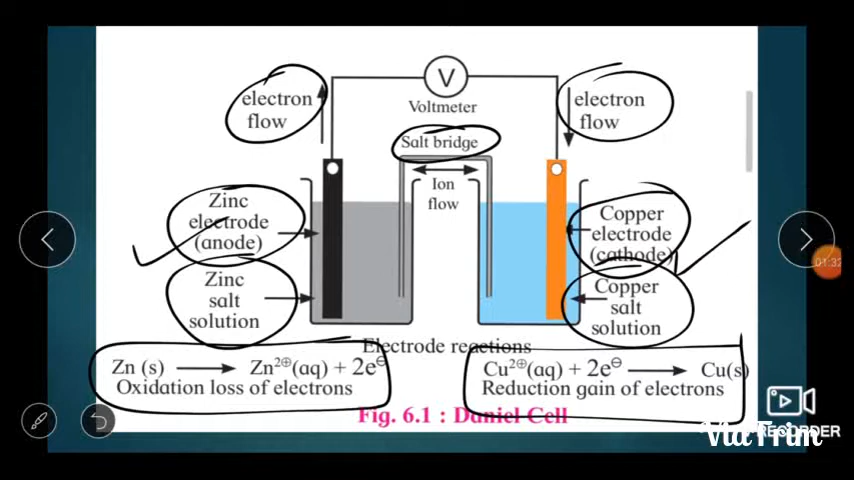 electron
flow
V
Voltmeter
electron
flow
Salt bridge
Ion
flow
Zinc
electrode
(anode)
Copper
electrode
(cathode)
Zinc
salt
solution
Copper
salt
solution
01:32
Electrode reactions
Zn (s) ⟶ Zn²⊕(aq) + 2e⊖
Oxidation loss of electrons
Cu²⊕(aq) + 2e⊖ ⟶ Cu(s)
Reduction gain of electrons
Fig. 6.1 : Daniel Cell
RECORDER